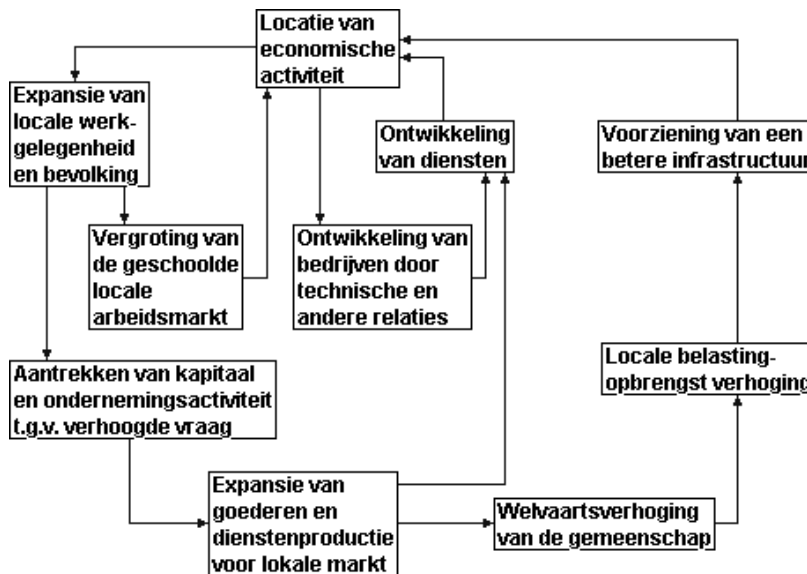 Locatie van
economische
activiteit
Expansie van
locale werk-
gelegenheid
en bevolking
Ontwikkeling
van diensten
Voorziening van een
betere infrastructuur
Vergroting van
de geschoolde
locale
arbeidsmarkt
Ontwikkeling van
bedrijven door
technische en
andere relaties
Locale belasting-
opbrengst verhoging
Aantrekken van kapitaal
en ondernemingsactiviteit
t.g.v. verhoogde vraag
Expansie van
goederen en
dienstenproductie
voor lokale markt
Welvaartsverhoging
van de gemeenschap